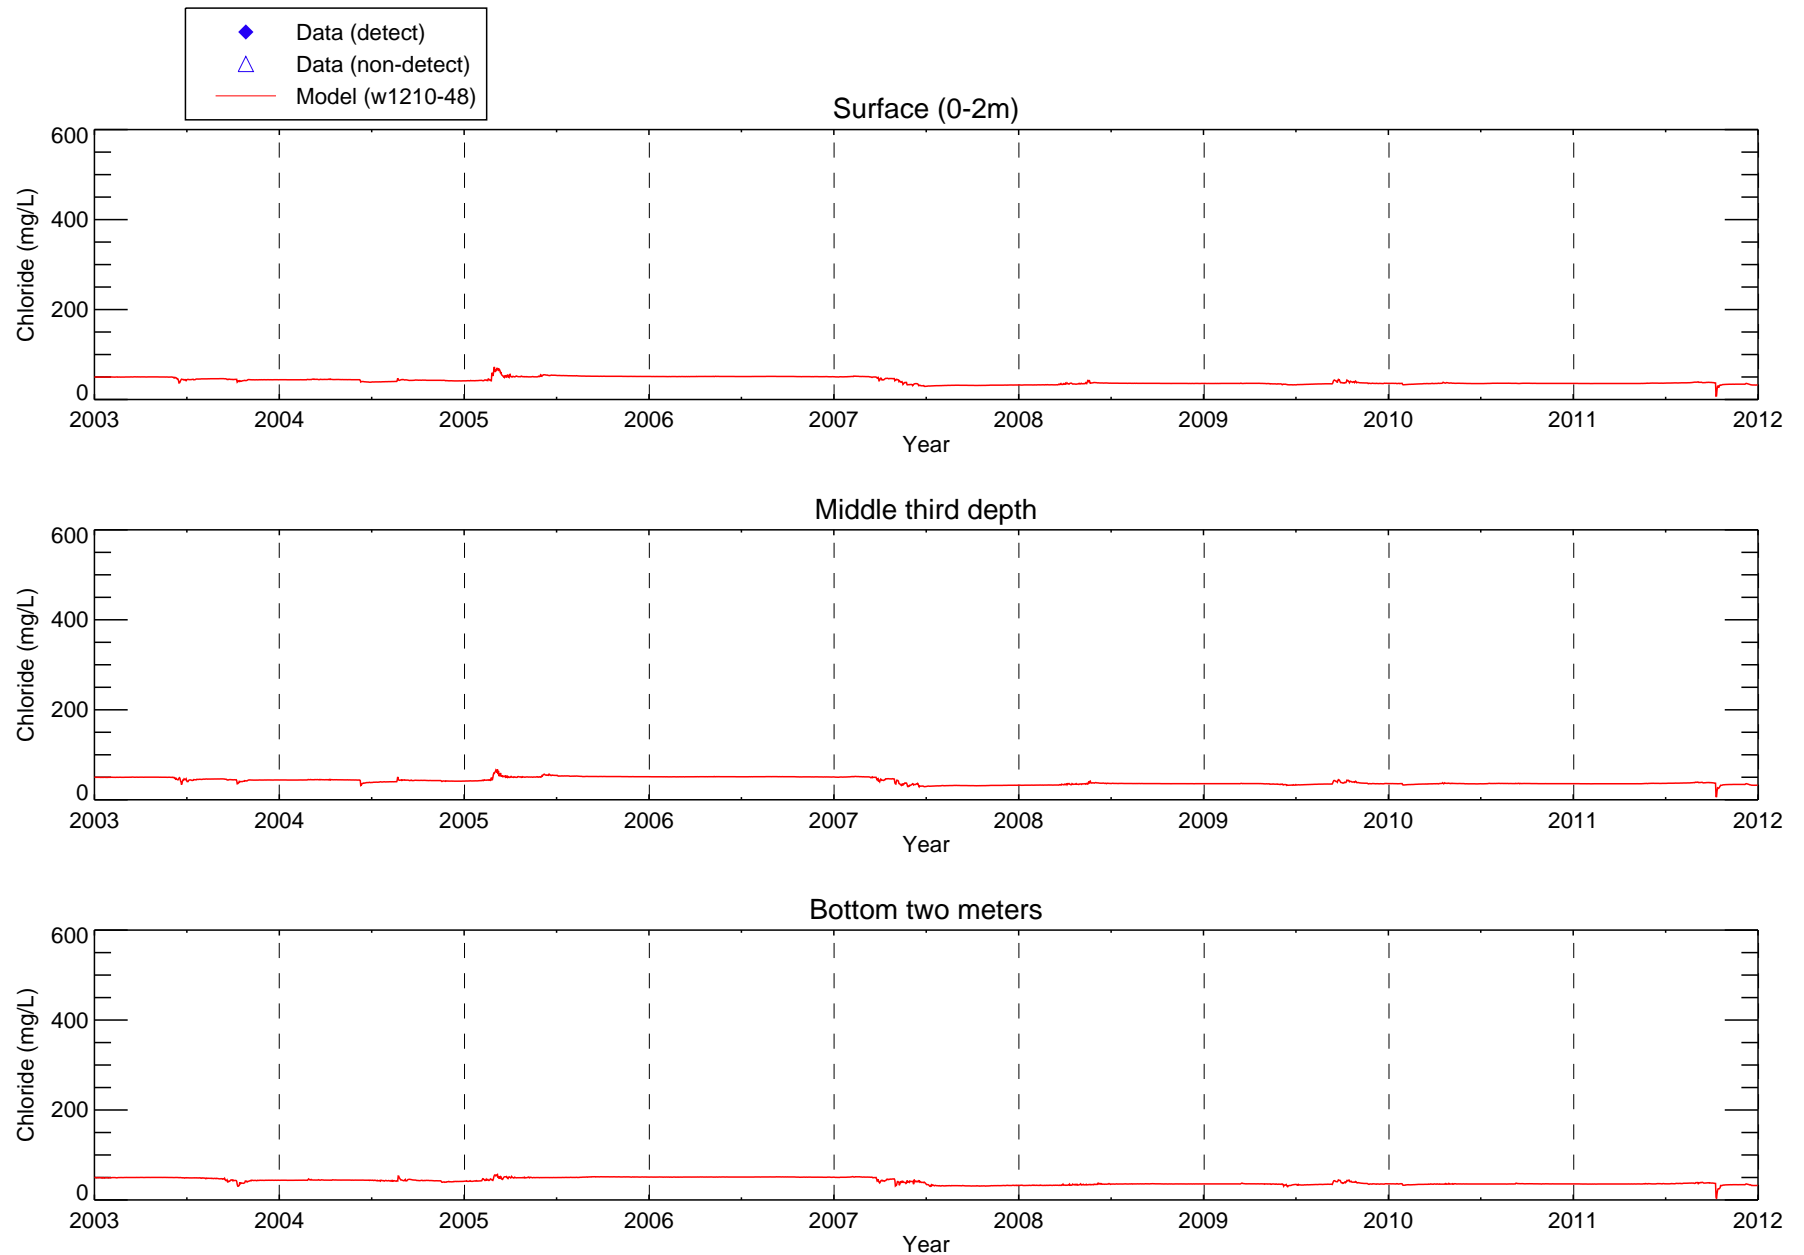 Data (detect)
Data (non-detect)
Model (w1210-48)
Surface (0-2m)
600
400
200
0
Chloride (mg/L)
2003 2004 2005 2006 2007 2008 2009 2010 2011 2012
Year
Middle third depth
600
400
200
0
Chloride (mg/L)
2003 2004 2005 2006 2007 2008 2009 2010 2011 2012
Year
Bottom two meters
600
400
200
0
Chloride (mg/L)
2003 2004 2005 2006 2007 2008 2009 2010 2011 2012
Year